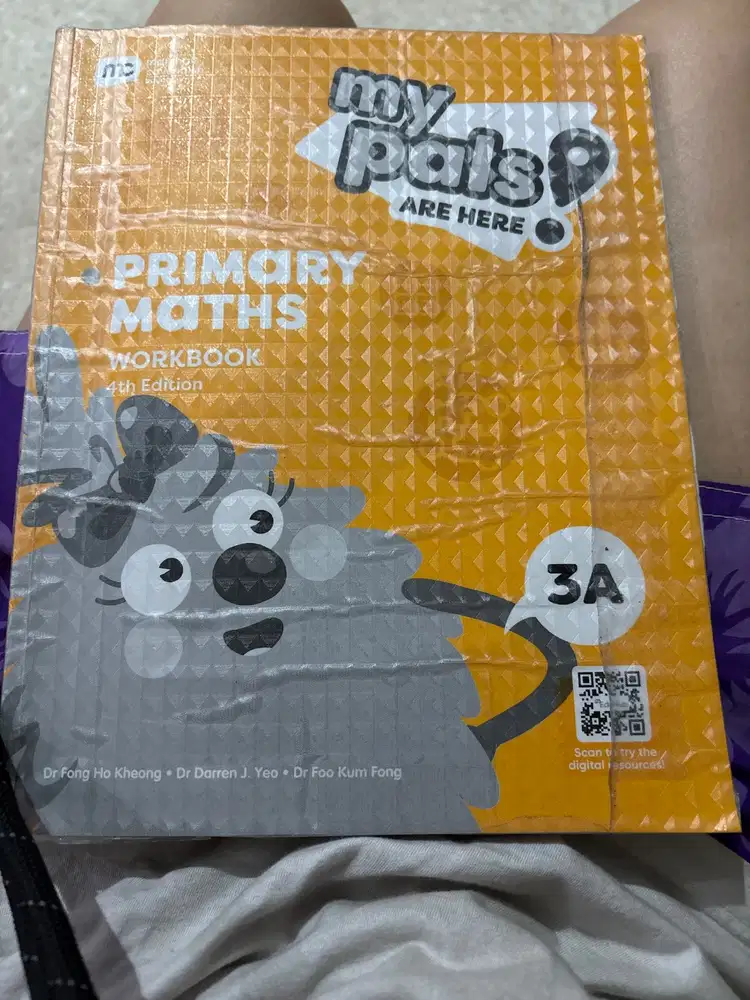 mc
my
pals
ARE HERE!
PRIMARY
MATHS
WORKBOOK
4th Edition
3A
Scan to try the
digital resources!
Dr Fong Ho Kheong • Dr Darren J. Yeo • Dr Foo Kum Fong